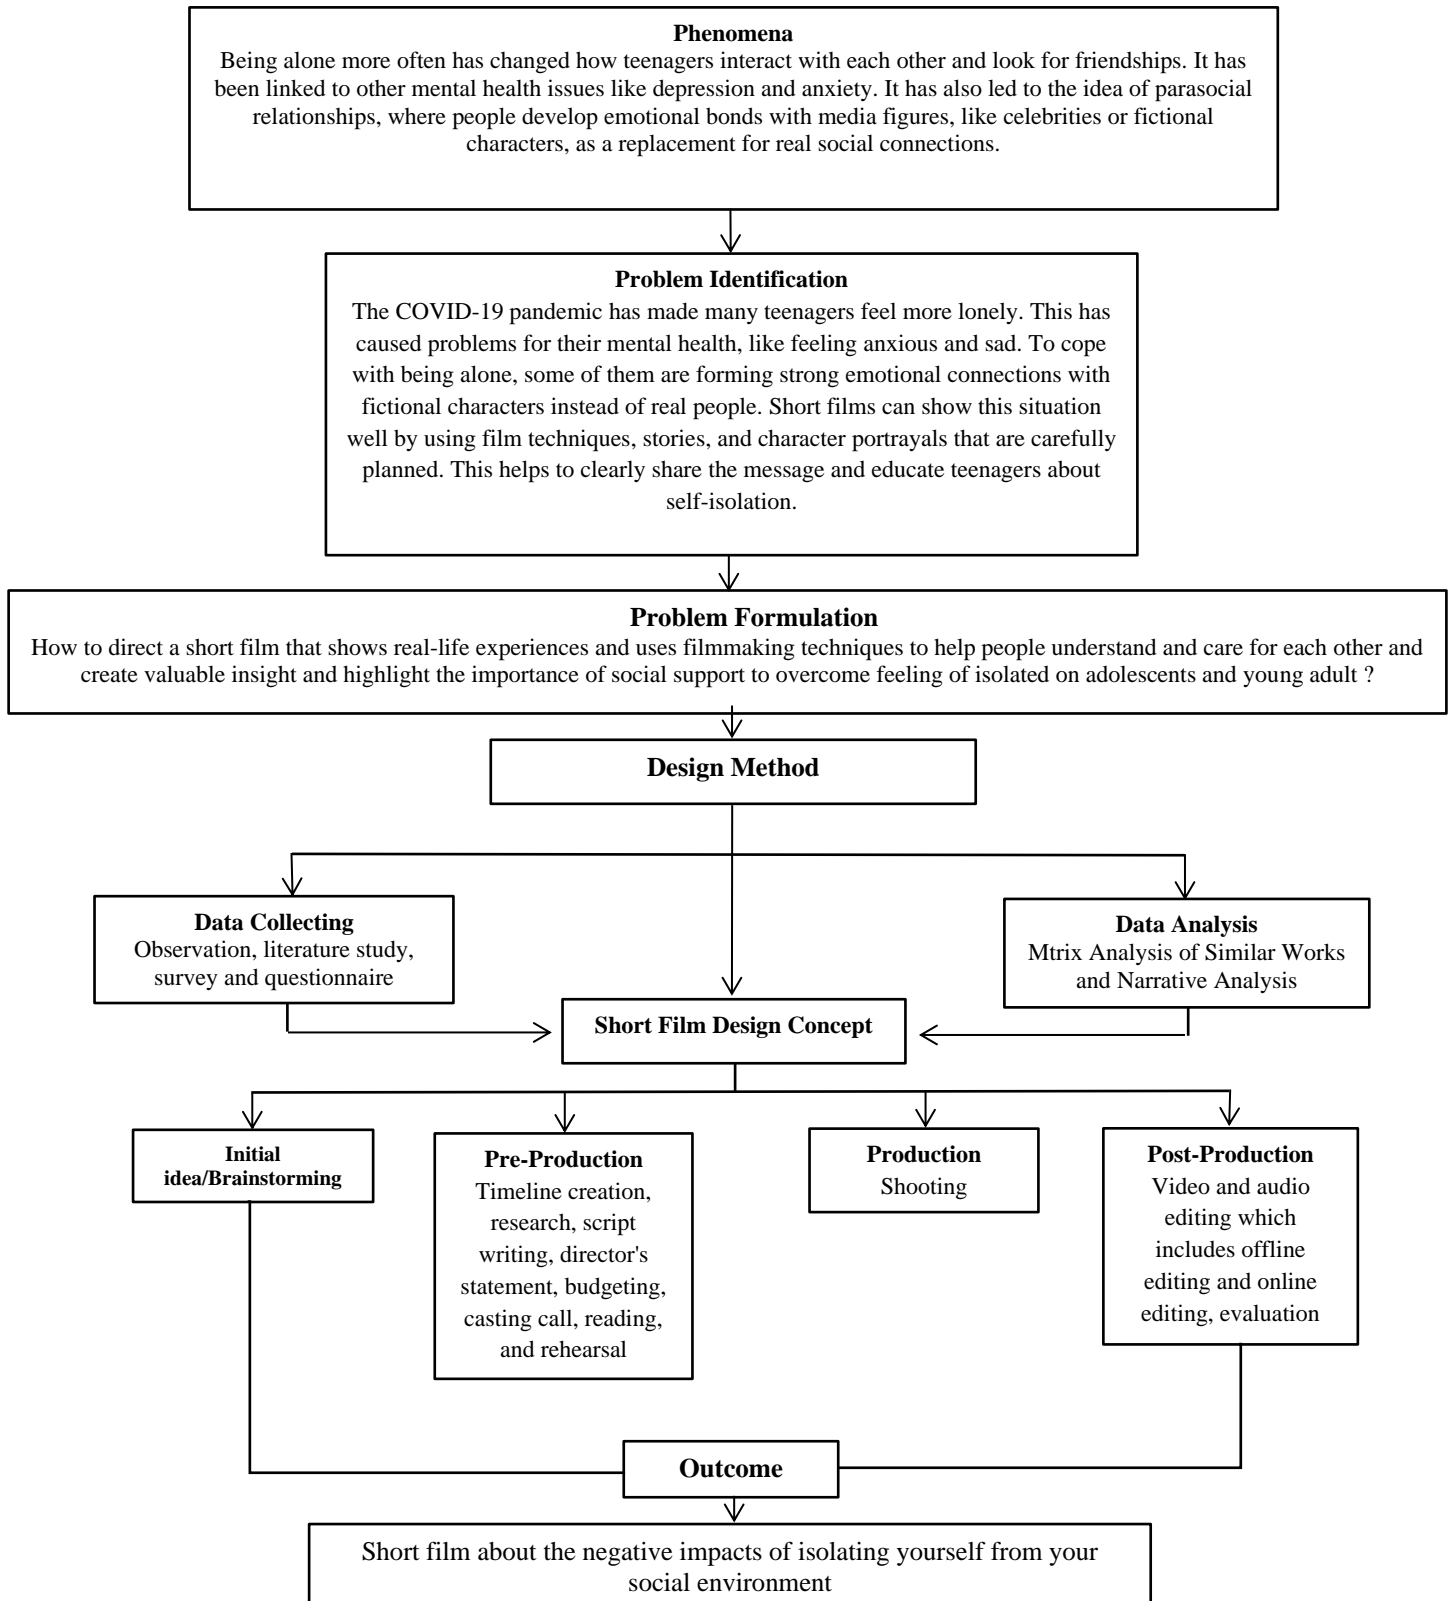 Phenomena
Being alone more often has changed how teenagers interact with each other and look for friendships. It has
been linked to other mental health issues like depression and anxiety. It has also led to the idea of parasocial
relationships, where people develop emotional bonds with media figures, like celebrities or fictional
characters, as a replacement for real social connections.
Problem Identification
The COVID-19 pandemic has made many teenagers feel more lonely. This has
caused problems for their mental health, like feeling anxious and sad. To cope
with being alone, some of them are forming strong emotional connections with
fictional characters instead of real people. Short films can show this situation
well by using film techniques, stories, and character portrayals that are carefully
planned. This helps to clearly share the message and educate teenagers about
self-isolation.
Problem Formulation
How to direct a short film that shows real-life experiences and uses filmmaking techniques to help people understand and care for each other and
create valuable insight and highlight the importance of social support to overcome feeling of isolated on adolescents and young adult ?
Design Method
Data Collecting
Observation, literature study,
survey and questionnaire
Data Analysis
Mtrix Analysis of Similar Works
and Narrative Analysis
Short Film Design Concept
Initial
idea/Brainstorming
Pre-Production
Timeline creation,
research, script
writing, director's
statement, budgeting,
casting call, reading,
and rehearsal
Production
Shooting
Post-Production
Video and audio
editing which
includes offline
editing and online
editing, evaluation
Outcome
Short film about the negative impacts of isolating yourself from your
social environment